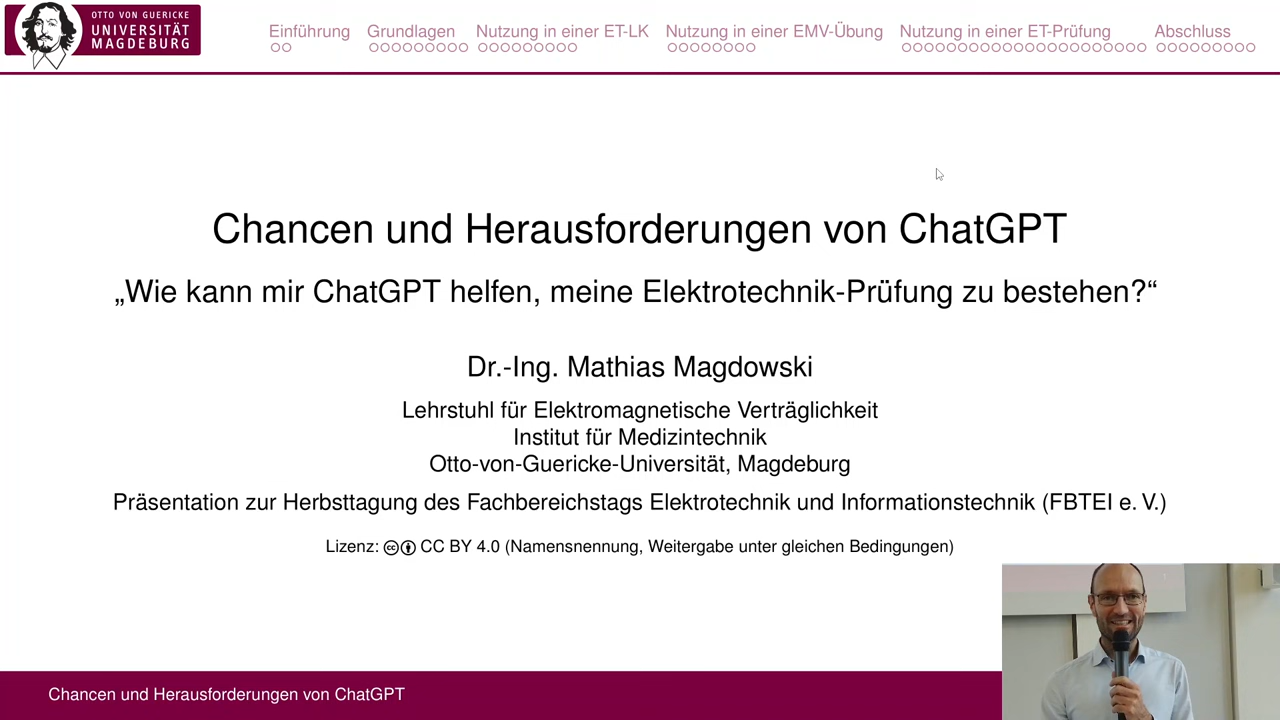 OTTO VON GUERICKE
UNIVERSITÄT
MAGDEBURG
Einführung Grundlagen Nutzung in einer ET-LK Nutzung in einer EMV-Übung Nutzung in einer ET-Prüfung Abschluss
Chancen und Herausforderungen von ChatGPT
„Wie kann mir ChatGPT helfen, meine Elektrotechnik-Prüfung zu bestehen?“
Dr.-Ing. Mathias Magdowski
Lehrstuhl für Elektromagnetische Verträglichkeit
Institut für Medizintechnik
Otto-von-Guericke-Universität, Magdeburg
Präsentation zur Herbsttagung des Fachbereichstags Elektrotechnik und Informationstechnik (FBTEI e. V.)
Lizenz: CC BY 4.0 (Namensnennung, Weitergabe unter gleichen Bedingungen)
Chancen und Herausforderungen von ChatGPT